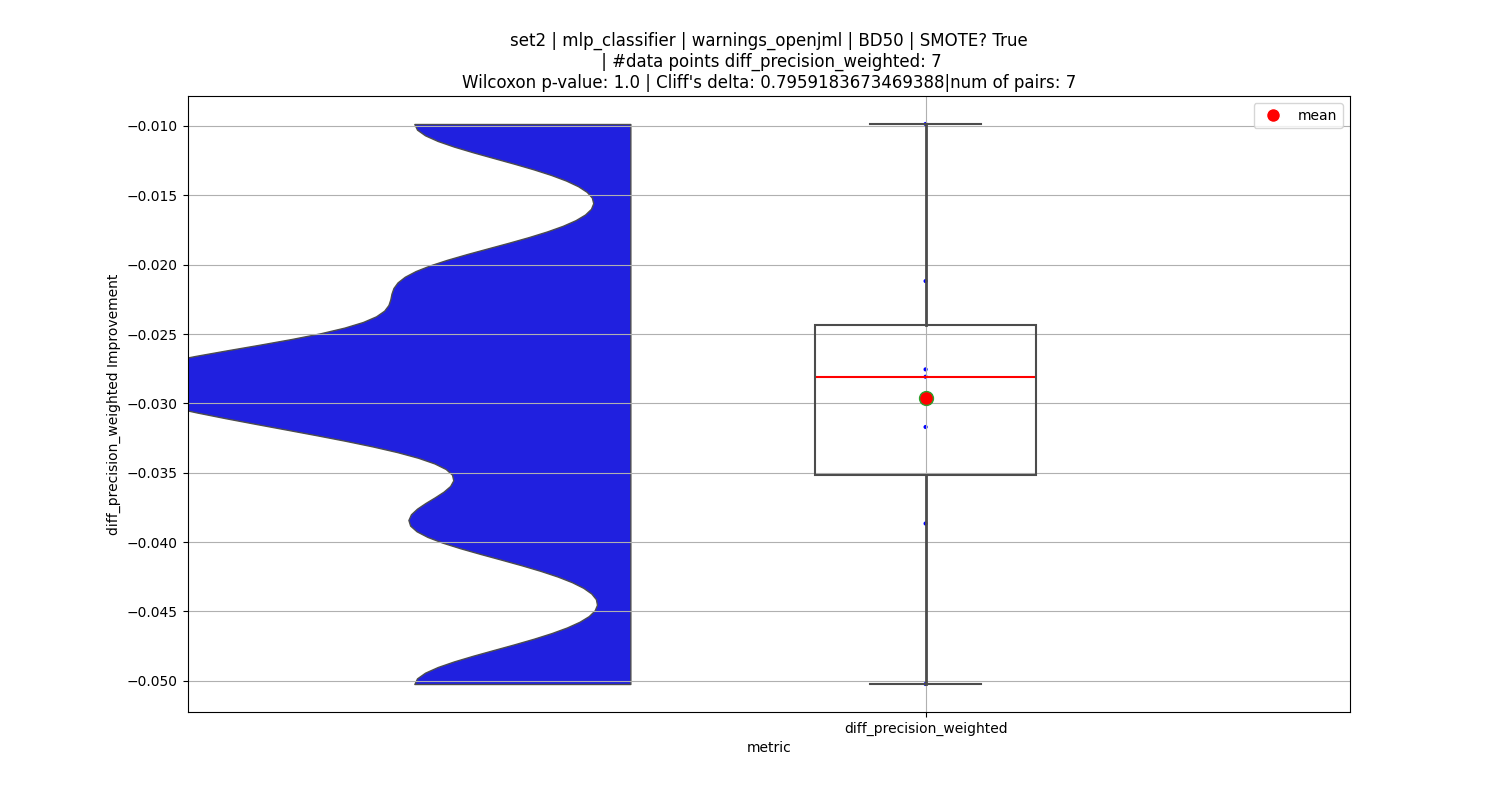 set2 | mlp_classifier | warnings_openjml | BD50 | SMOTE? True
| #data points diff_precision_weighted: 7
Wilcoxon p-value: 1.0 | Cliff's delta: 0.7959183673469388|num of pairs: 7
mean
−0.010
−0.015
−0.020
−0.025
−0.030
−0.035
−0.040
−0.045
−0.050
diff_precision_weighted Improvement
diff_precision_weighted
metric